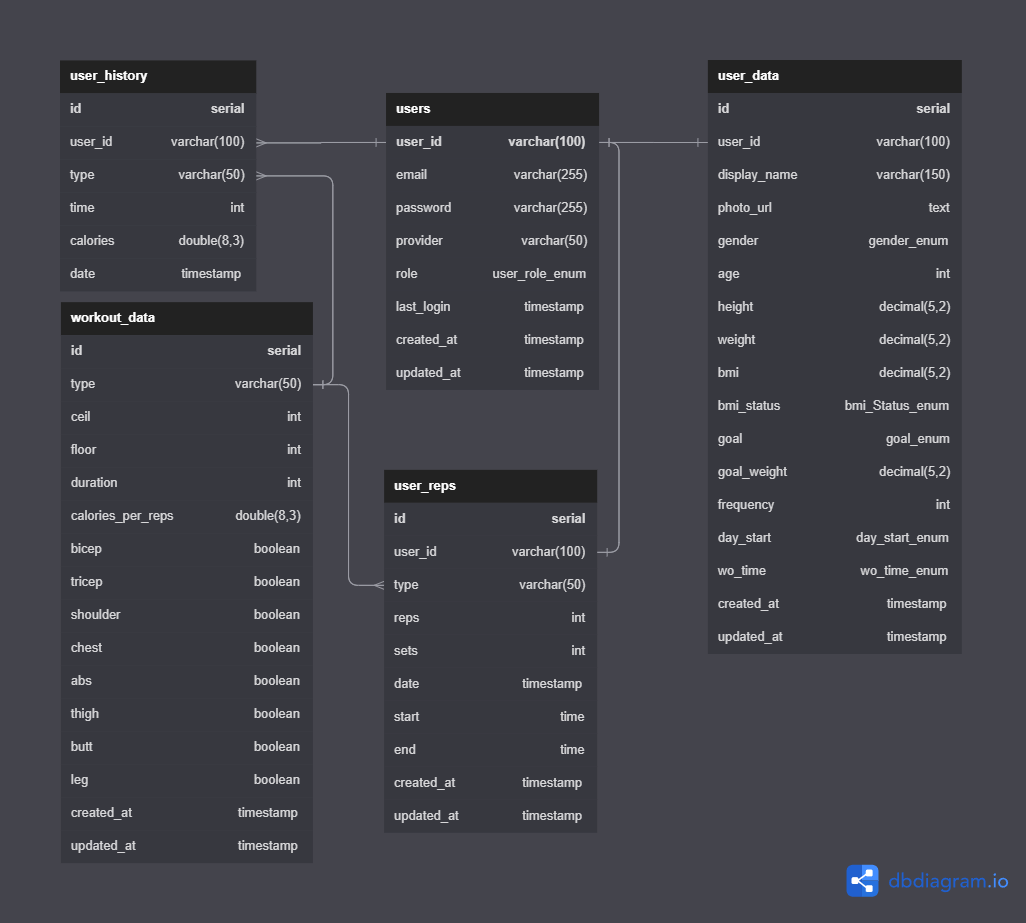 user_history
id serial
user_id varchar(100)
type varchar(50)
time int
calories double(8,3)
date timestamp
workout_data
id serial
type varchar(50)
ceil int
floor int
duration int
calories_per_reps double(8,3)
bicep boolean
tricep boolean
shoulder boolean
chest boolean
abs boolean
thigh boolean
butt boolean
leg boolean
created_at timestamp
updated_at timestamp
users
user_id varchar(100)
email varchar(255)
password varchar(255)
provider varchar(50)
role user_role_enum
last_login timestamp
created_at timestamp
updated_at timestamp
user_reps
id serial
user_id varchar(100)
type varchar(50)
reps int
sets int
date timestamp
start time
end time
created_at timestamp
updated_at timestamp
user_data
id serial
user_id varchar(100)
display_name varchar(150)
photo_url text
gender gender_enum
age int
height decimal(5,2)
weight decimal(5,2)
bmi decimal(5,2)
bmi_status bmi_Status_enum
goal goal_enum
goal_weight decimal(5,2)
frequency int
day_start day_start_enum
wo_time wo_time_enum
created_at timestamp
updated_at timestamp
dbdiagram.io